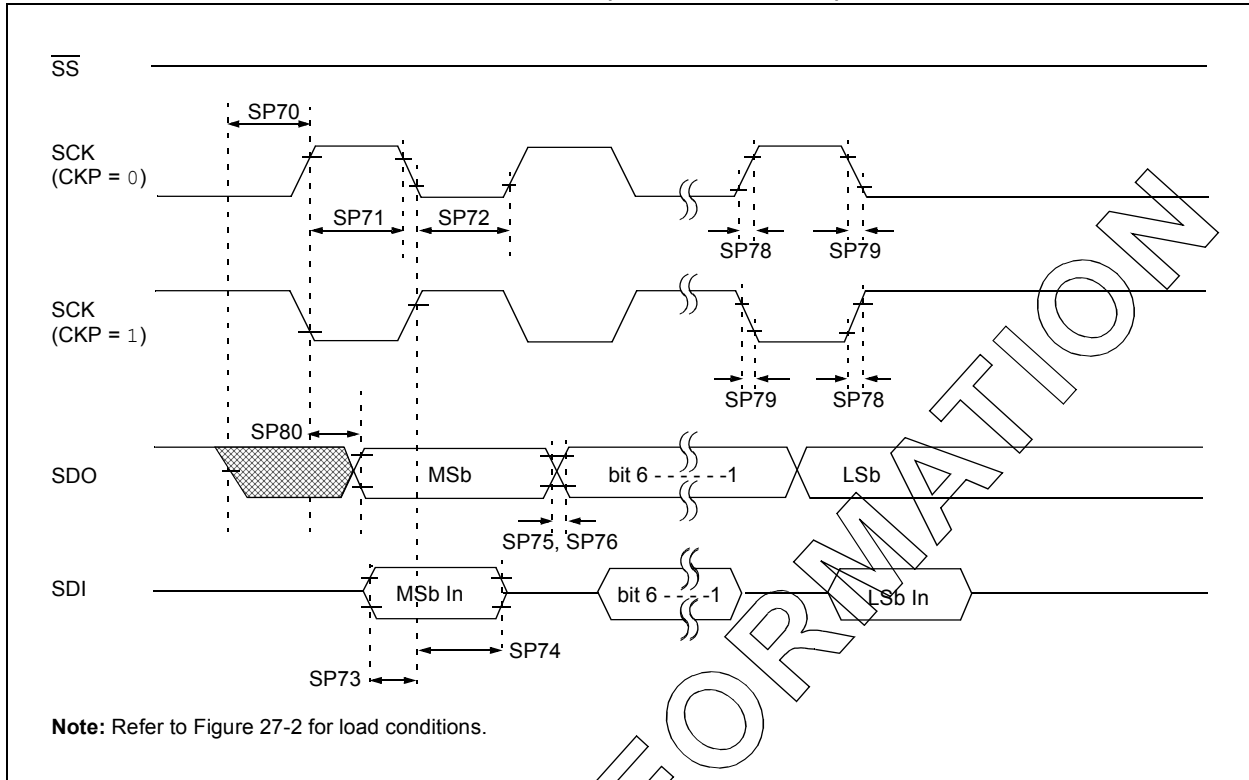 SS
SP70
SCK
(CKP = 0)
SP71
SP72
SP78
SP79
SCK
(CKP = 1)
SP79
SP78
SP80
SDO
MSb
bit 6 - - - - - -1
LSb
SP75, SP76
SDI
MSb In
bit 6 - - - -1
LSb In
SP74
SP73
Note: Refer to Figure 27-2 for load conditions.
FORMATION